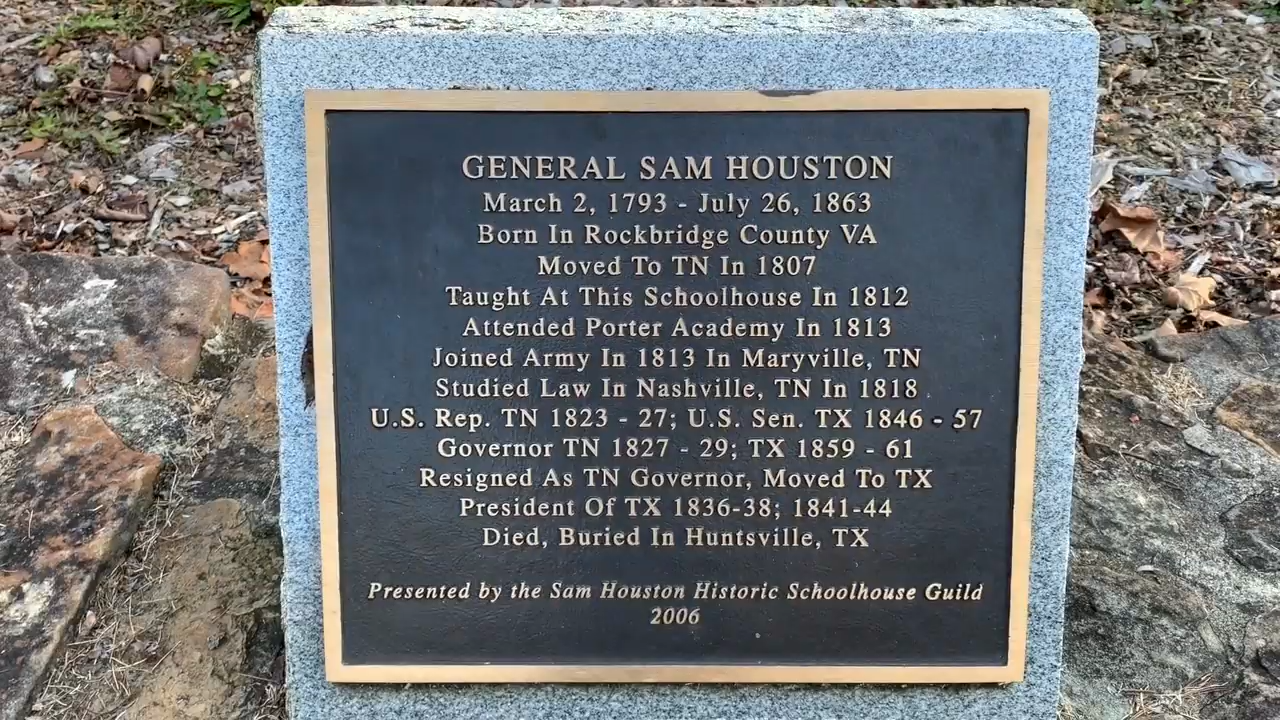 GENERAL SAM HOUSTON
March 2, 1793 - July 26, 1863
Born In Rockbridge County VA
Moved To TN In 1807
Taught At This Schoolhouse In 1812
Attended Porter Academy In 1813
Joined Army In 1813 In Maryville, TN
Studied Law In Nashville, TN In 1818
U.S. Rep. TN 1823 - 27; U.S. Sen. TX 1846 - 57
Governor TN 1827 - 29; TX 1859 - 61
Resigned As TN Governor, Moved To TX
President Of TX 1836-38; 1841-44
Died, Buried In Huntsville, TX
Presented by the Sam Houston Historic Schoolhouse Guild
2006